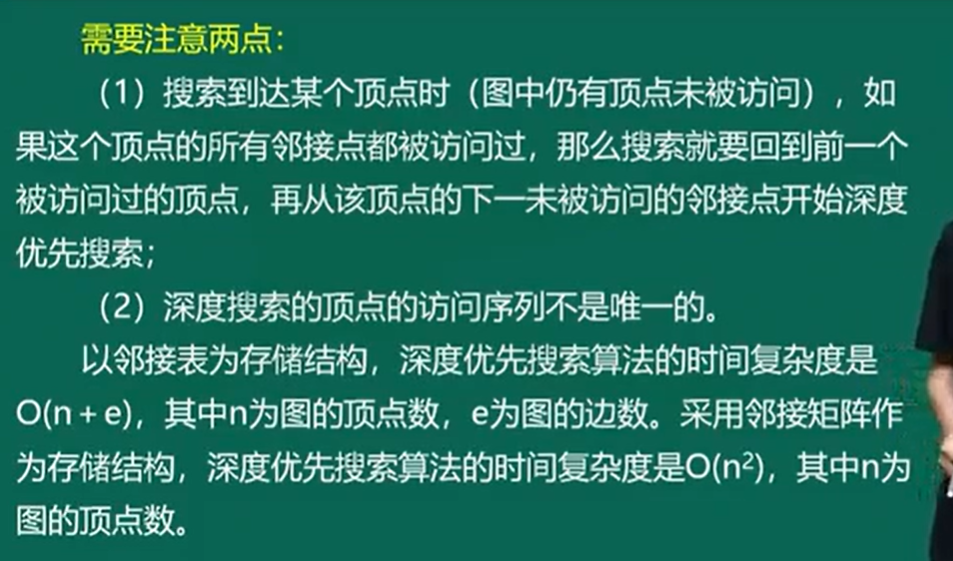 需要注意两点：
（1）搜索到达某个顶点时（图中仍有顶点未被访问），如
果这个顶点的所有邻接点都被访问过，那么搜索就要回到前一个
被访问过的顶点，再从该顶点的下一未被访问的邻接点开始深度
优先搜索；
（2）深度搜索的顶点的访问序列不是唯一的。
以邻接表为存储结构，深度优先搜索算法的时间复杂度是
O(n＋e)，其中n为图的顶点数，e为图的边数。采用邻接矩阵作
为存储结构，深度优先搜索算法的时间复杂度是O(n²)，其中n为
图的顶点数。